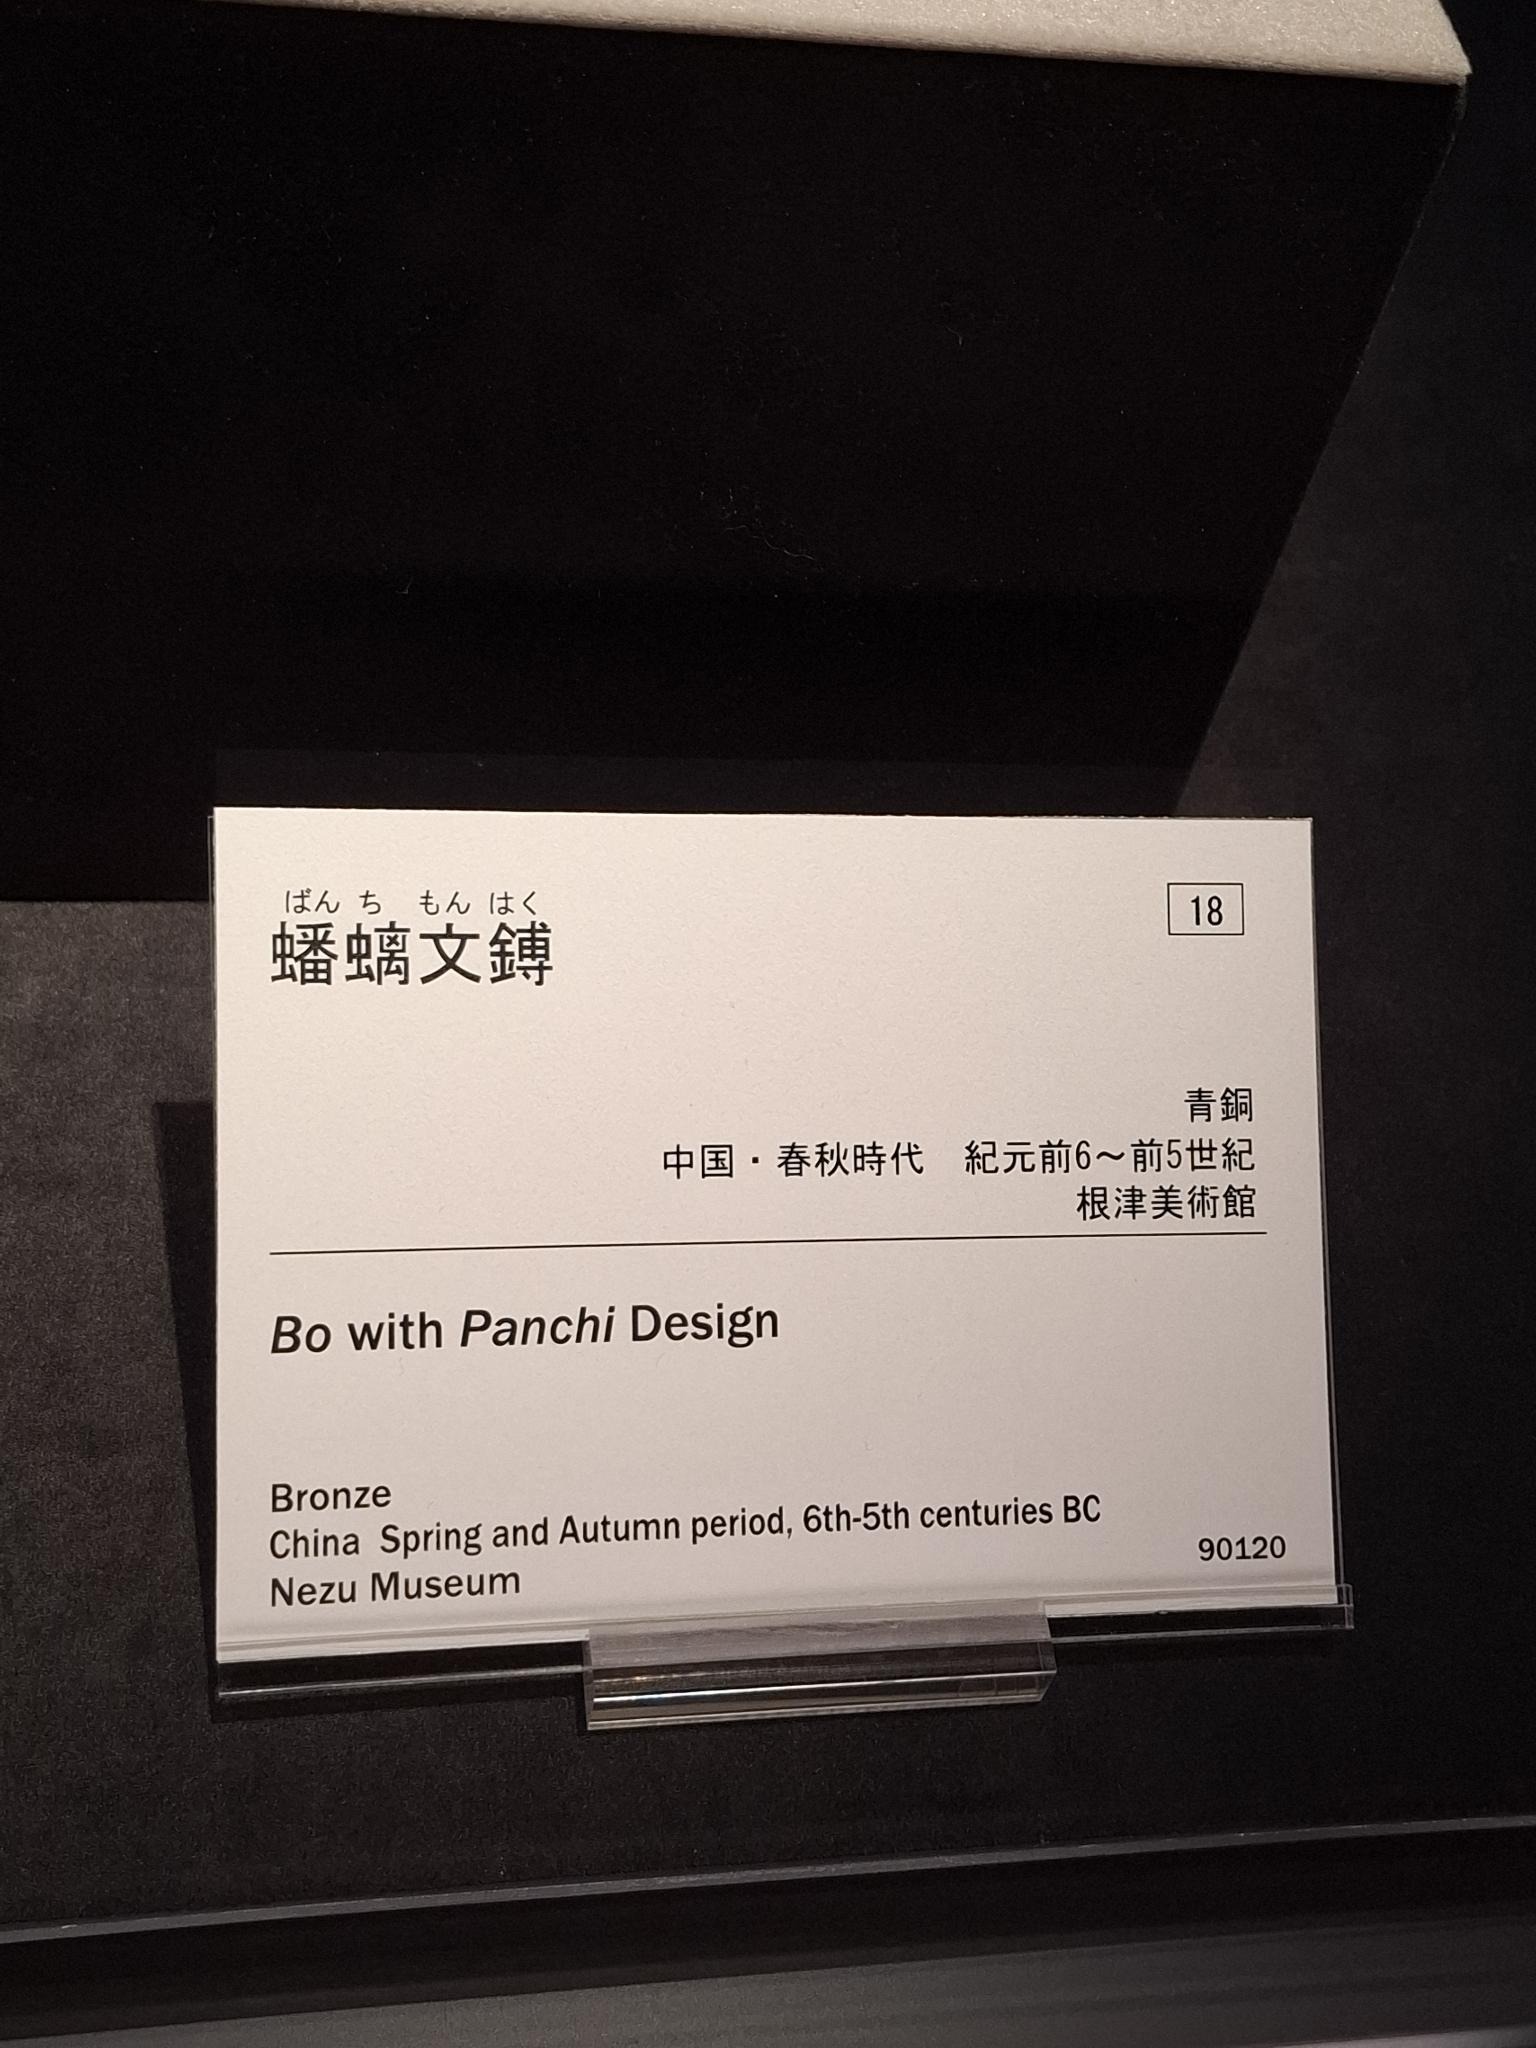 ばん ち もん はく
蟠螭文鎛
18
青銅
中国・春秋時代　紀元前6～前5世紀
根津美術館
Bo with Panchi Design
Bronze
China Spring and Autumn period, 6th-5th centuries BC
Nezu Museum
90120